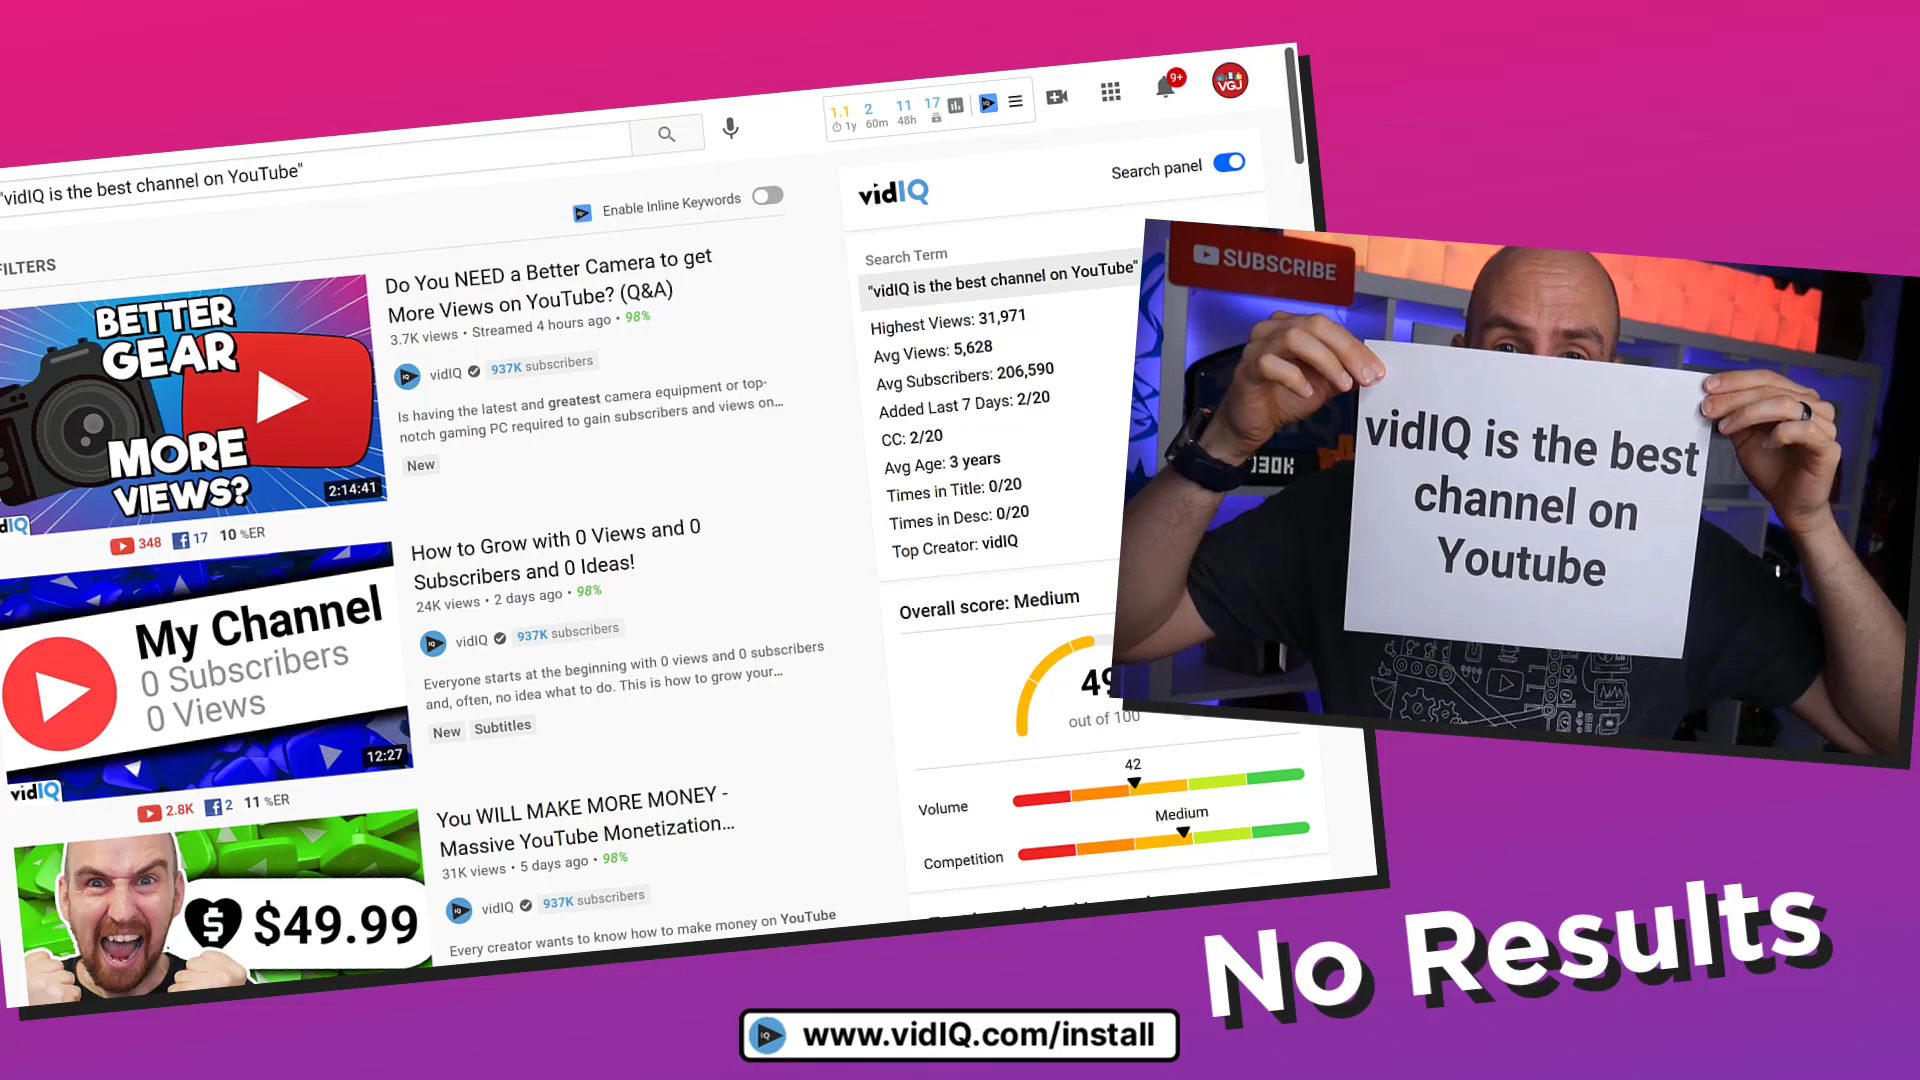 1.1 2 11 17
1y 60m 48h
9+
VGJ
"vidIQ is the best channel on YouTube"
Enable Inline Keywords
FILTERS
BETTER
GEAR
MORE
VIEWS?
2:14:41
dIQ
348 17 10 %ER
Do You NEED a Better Camera to get
More Views on YouTube? (Q&A)
3.7K views • Streamed 4 hours ago • 98%
vidIQ 937K subscribers
Is having the latest and greatest camera equipment or top-
notch gaming PC required to gain subscribers and views on...
New
My Channel
0 Subscribers
0 Views
12:27
vidIQ
2.8K 2 11 %ER
How to Grow with 0 Views and 0
Subscribers and 0 Ideas!
24K views • 2 days ago • 98%
vidIQ 937K subscribers
Everyone starts at the beginning with 0 views and 0 subscribers
and, often, no idea what to do. This is how to grow your...
New Subtitles
$ $49.99
You WILL MAKE MORE MONEY -
Massive YouTube Monetization...
31K views • 5 days ago • 98%
vidIQ 937K subscribers
Every creator wants to know how to make money on YouTube
vidIQ
Search panel
Search Term
"vidIQ is the best channel on YouTube"
Highest Views: 31,971
Avg Views: 5,628
Avg Subscribers: 206,590
Added Last 7 Days: 2/20
CC: 2/20
Avg Age: 3 years
Times in Title: 0/20
Times in Desc: 0/20
Top Creator: vidIQ
Overall score: Medium
49
out of 100
42
Volume
Medium
Competition
SUBSCRIBE
vidIQ is the best
channel on
Youtube
No Results
www.vidIQ.com/install